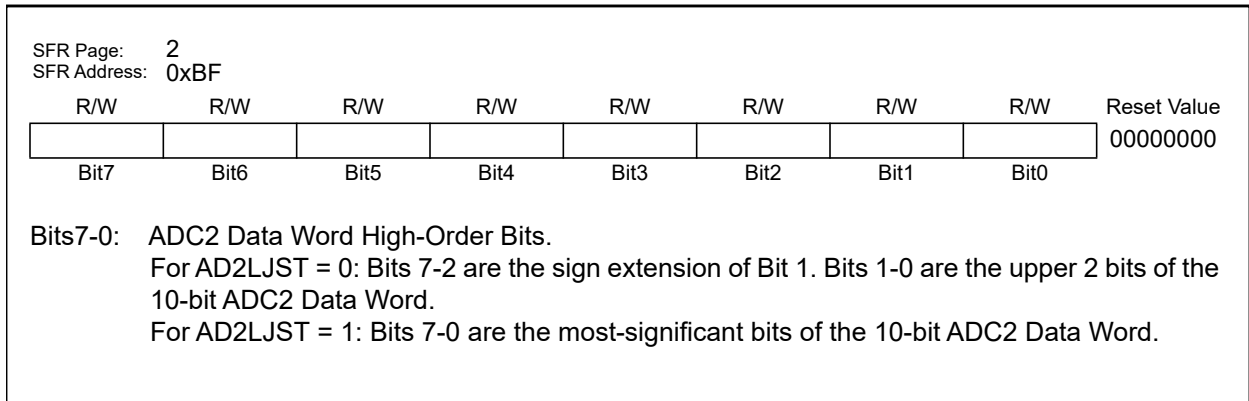 SFR Page: 2
SFR Address: 0xBF
R/W R/W R/W R/W R/W R/W R/W R/W Reset Value
00000000
Bit7 Bit6 Bit5 Bit4 Bit3 Bit2 Bit1 Bit0
Bits7-0: ADC2 Data Word High-Order Bits.
For AD2LJST = 0: Bits 7-2 are the sign extension of Bit 1. Bits 1-0 are the upper 2 bits of the
10-bit ADC2 Data Word.
For AD2LJST = 1: Bits 7-0 are the most-significant bits of the 10-bit ADC2 Data Word.